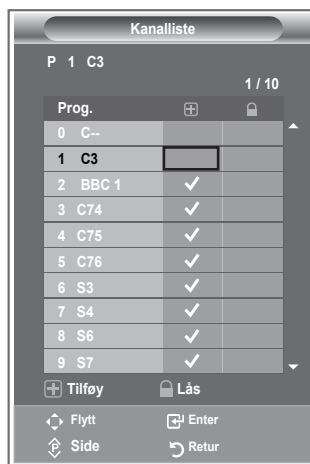 Kanalliste
P 1 C3
1 / 10
Prog.
0 C--
1 C3
2 BBC 1
3 C74
4 C75
5 C76
6 S3
7 S4
8 S6
9 S7
Tilføy Lås
Flytt Enter
Side Retur